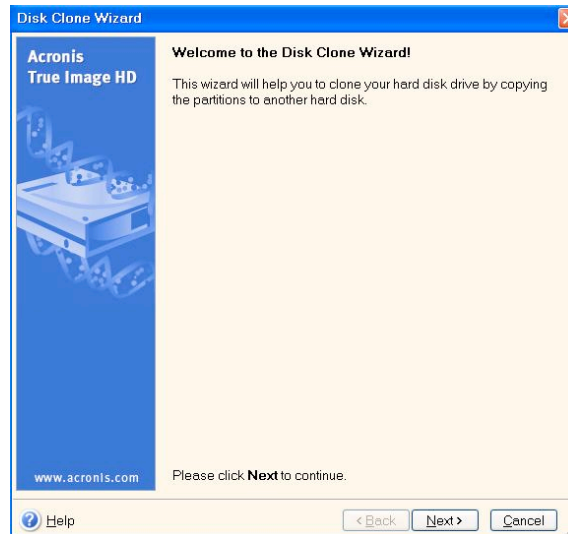 Disk Clone Wizard
Acronis
True Image HD
Welcome to the Disk Clone Wizard!
This wizard will help you to clone your hard disk drive by copying
the partitions to another hard disk.
www.acronis.com
Please click Next to continue.
Help
< Back
Next >
Cancel